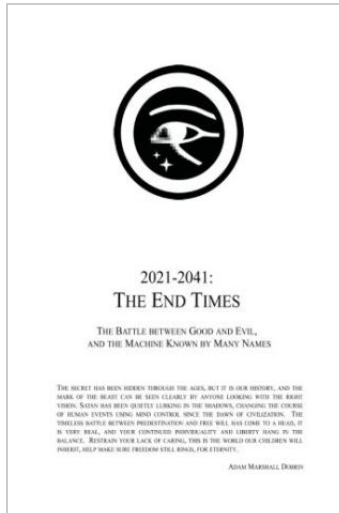 2021-2041:
THE END TIMES
THE BATTLE BETWEEN GOOD AND EVIL,
AND THE MACHINE KNOWN BY MANY NAMES
THE SECRET HAS BEEN HIDDEN THROUGH THE AGES, BUT IT IS OUR HISTORY, AND THE
MARK OF THE BEAST CAN BE SEEN CLEARLY BY ANYONE LOOKING WITH THE RIGHT
VISION. SATAN HAS BEEN QUIETLY LURKING IN THE SHADOWS, CHANGING THE COURSE
OF HUMAN EVENTS USING MIND CONTROL SINCE THE DAWN OF CIVILIZATION. THE
TIMELESS BATTLE BETWEEN PREDESTINATION AND FREE WILL HAS COME TO A HEAD, IT
IS VERY REAL, AND YOUR CONTINUED INDIVIDUALITY AND LIBERTY HANG IN THE
BALANCE. RESTRAIN YOUR LACK OF CARING, THIS IS THE WORLD OUR CHILDREN WILL
INHERIT, HELP MAKE SURE FREEDOM STILL RINGS, FOR ETERNITY.
ADAM MARSHALL DOBRIN